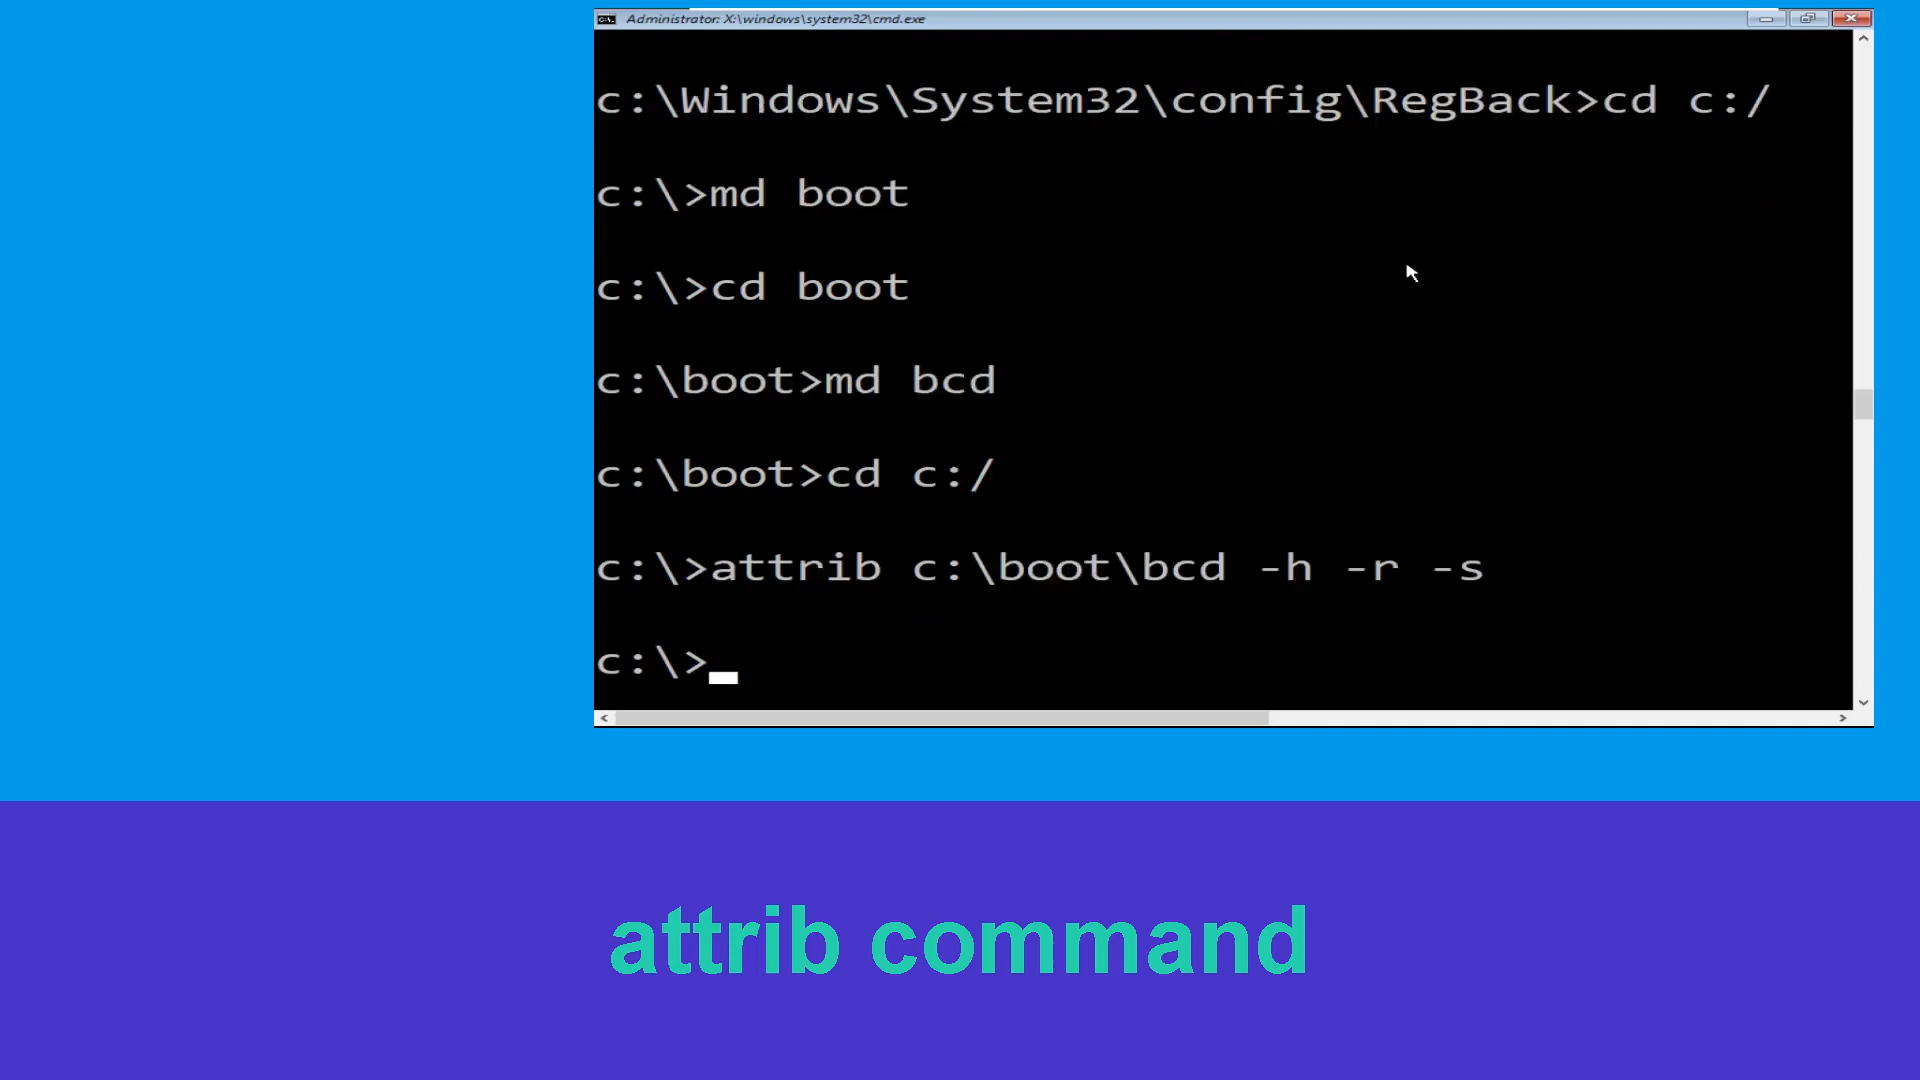 Administrator: X:\windows\system32\cmd.exe
c:\Windows\System32\config\RegBack>cd c:/
c:\>md boot
c:\>cd boot
c:\boot>md bcd
c:\boot>cd c:/
c:\>attrib c:\boot\bcd -h -r -s
c:\>
attrib command